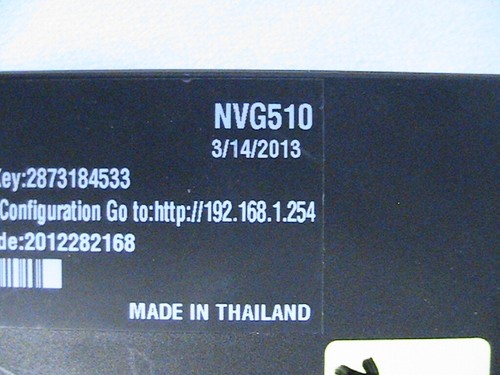 NVG510
3/14/2013
Key:2873184533
Configuration Go to:http://192.168.1.254
de:2012282168
MADE IN THAILAND